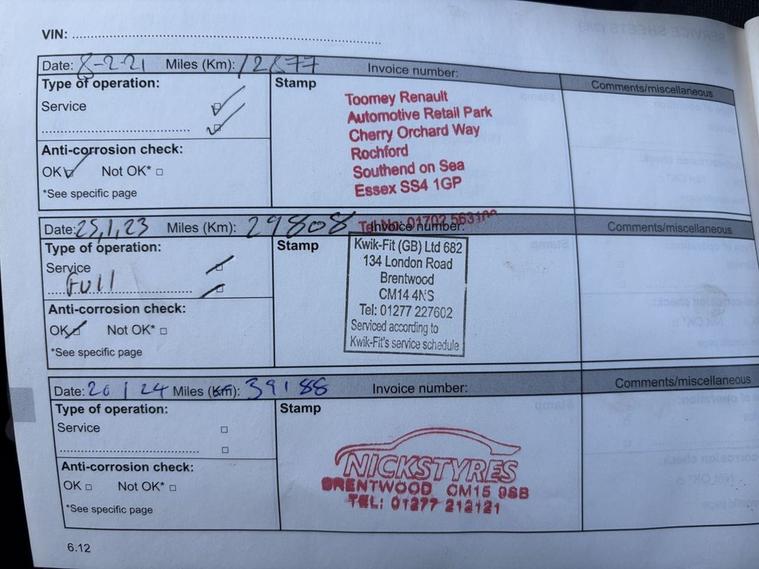 VIN:
Date: 8-2-21 Miles (Km): 12877 Invoice number: Comments/miscellaneous
Type of operation: Stamp
Service
Anti-corrosion check:
OK Not OK*
*See specific page
Toomey Renault
Automotive Retail Park
Cherry Orchard Way
Rochford
Southend on Sea
Essex SS4 1GP
Tel No: 01702 563100
Date: 25,1,23 Miles (Km): 29808 Invoice number: Comments/miscellaneous
Type of operation: Stamp
Service
Full
Anti-corrosion check:
OK Not OK*
*See specific page
Kwik-Fit (GB) Ltd 682
134 London Road
Brentwood
CM14 4NS
Tel: 01277 227602
Serviced according to
Kwik-Fit's service schedule
Date: 20/1/24 Miles (Km): 39188 Invoice number: Comments/miscellaneous
Type of operation: Stamp
Service
Anti-corrosion check:
OK Not OK*
*See specific page
NICKSTYRES
BRENTWOOD CM15 9SB
TEL: 01277 212121
6.12